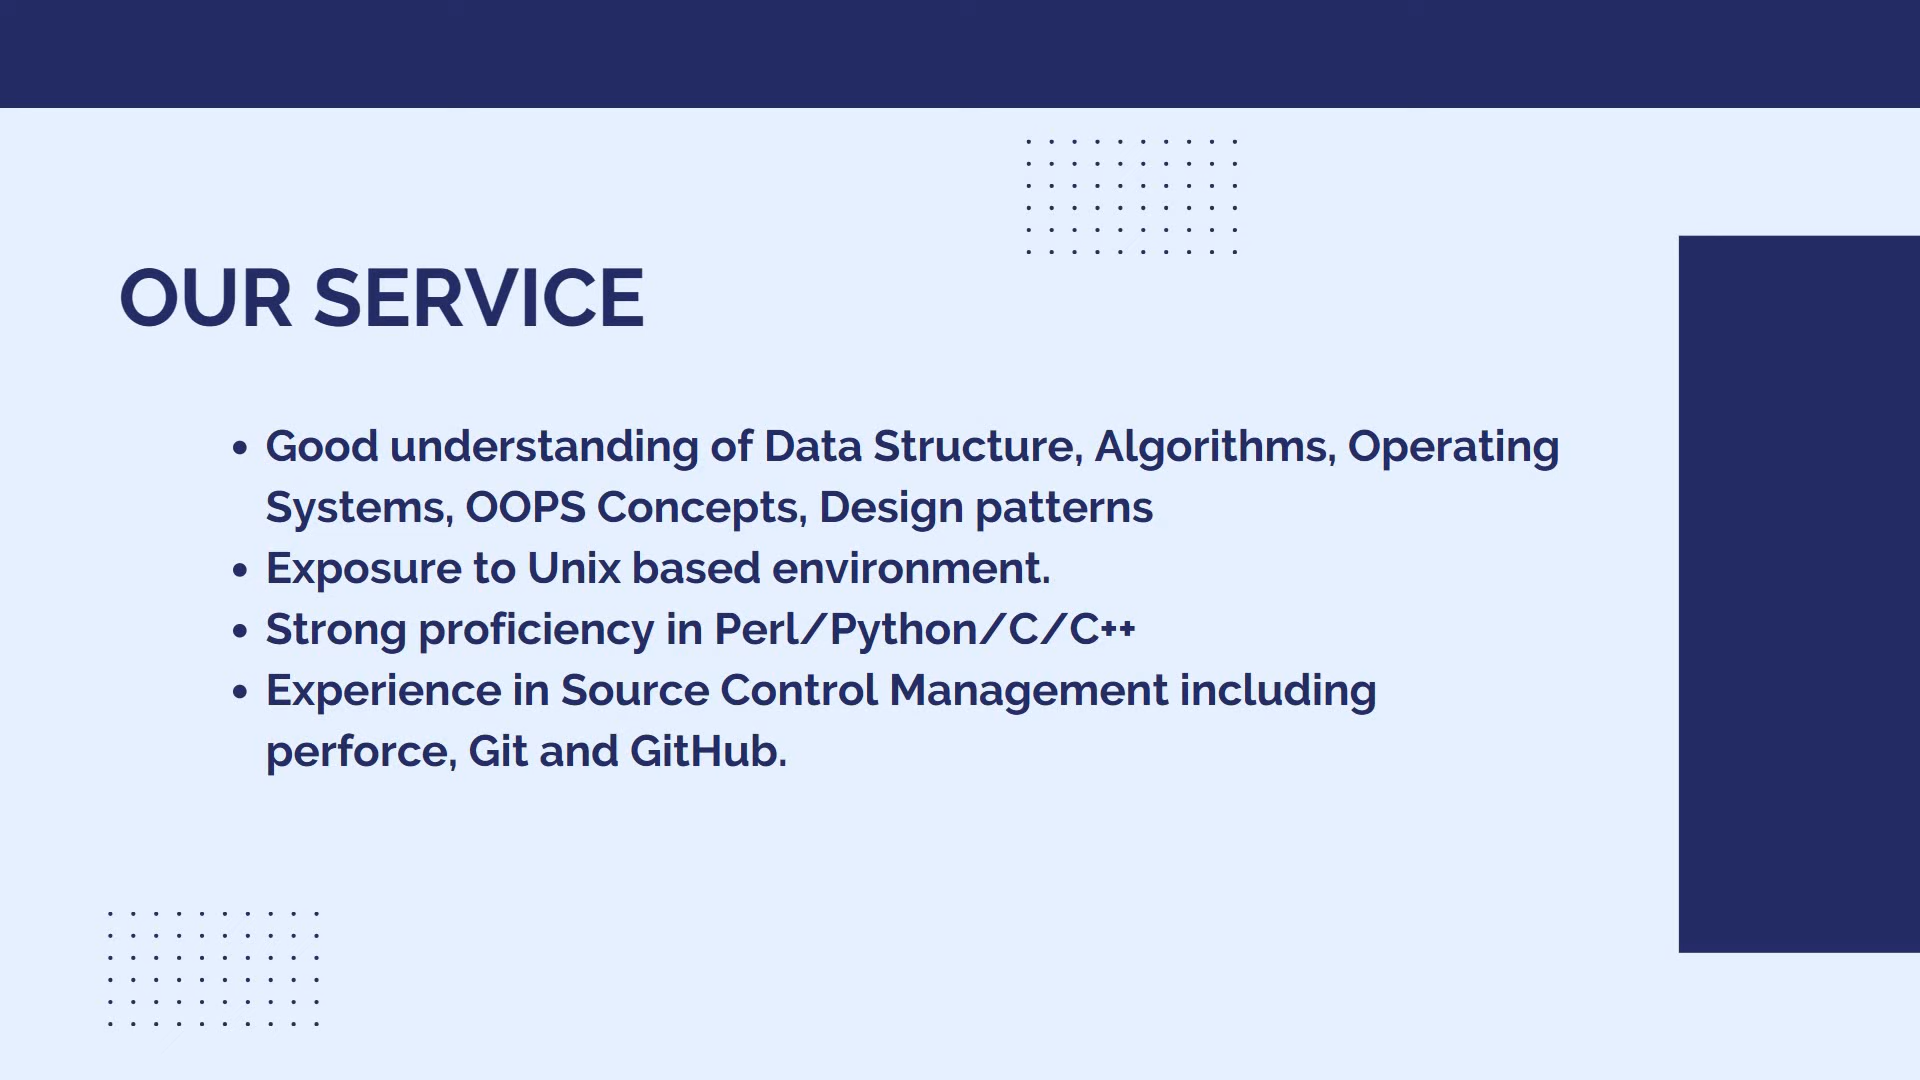 OUR SERVICE
• Good understanding of Data Structure, Algorithms, Operating
Systems, OOPS Concepts, Design patterns
• Exposure to Unix based environment.
• Strong proficiency in Perl/Python/C/C++
• Experience in Source Control Management including
perforce, Git and GitHub.